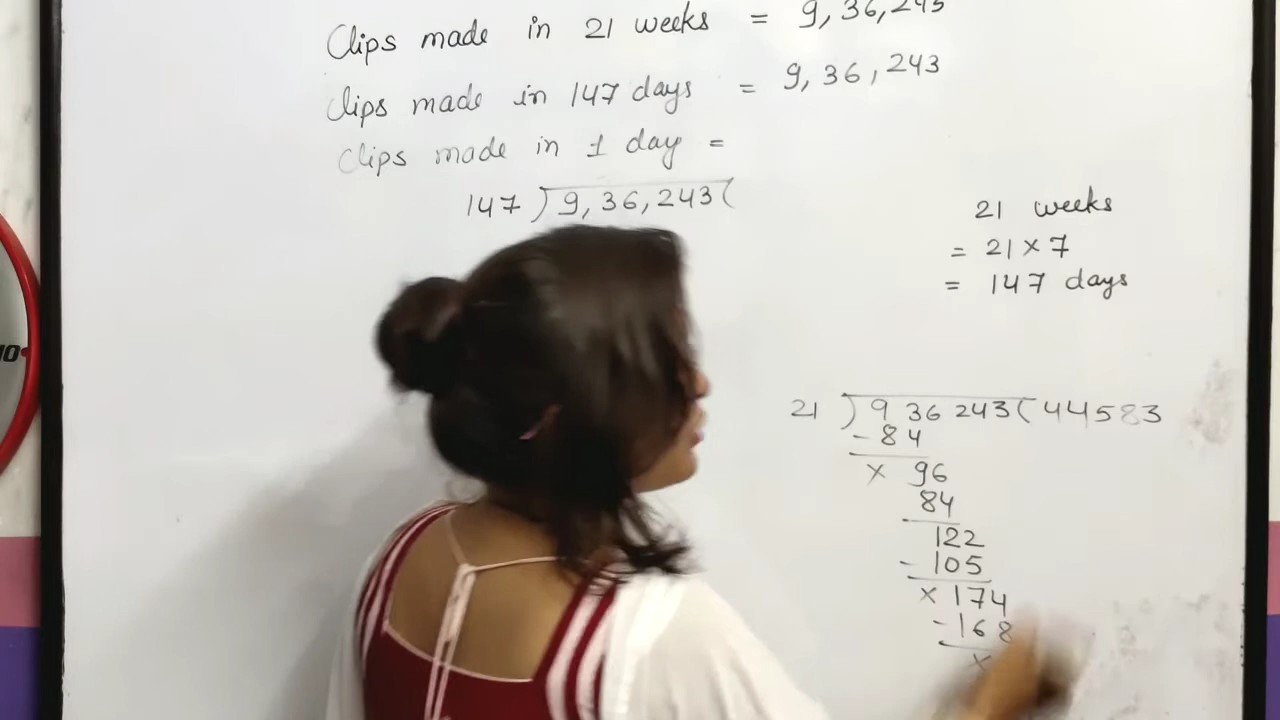 Clips made in 21 weeks = 9,36,243
Clips made in 147 days = 9,36,243
Clips made in 1 day =
147 ) 9,36,243 (
21 weeks
= 21 × 7
= 147 days
21 ) 9 36 243 ( 44583
- 84
× 96
84
122
- 105
× 174
- 168
×
10